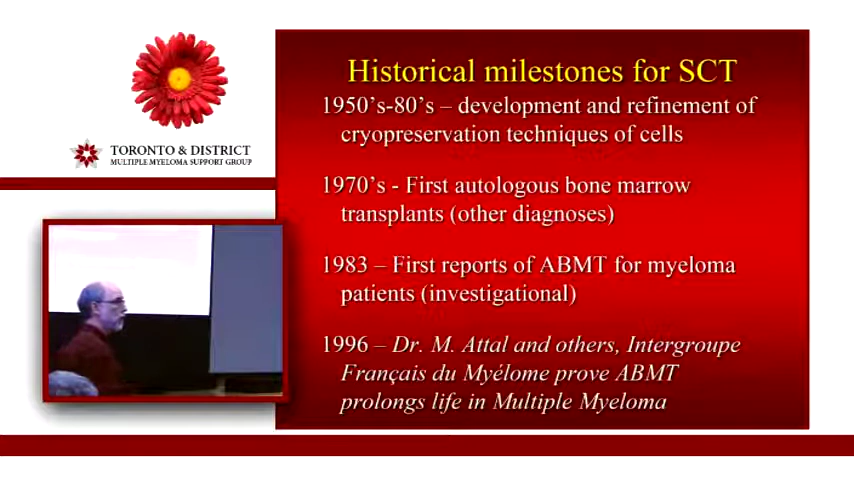 TORONTO & DISTRICT
MULTIPLE MYELOMA SUPPORT GROUP
Historical milestones for SCT
1950's-80's – development and refinement of
cryopreservation techniques of cells
1970's - First autologous bone marrow
transplants (other diagnoses)
1983 – First reports of ABMT for myeloma
patients (investigational)
1996 – Dr. M. Attal and others, Intergroupe
Français du Myélome prove ABMT
prolongs life in Multiple Myeloma